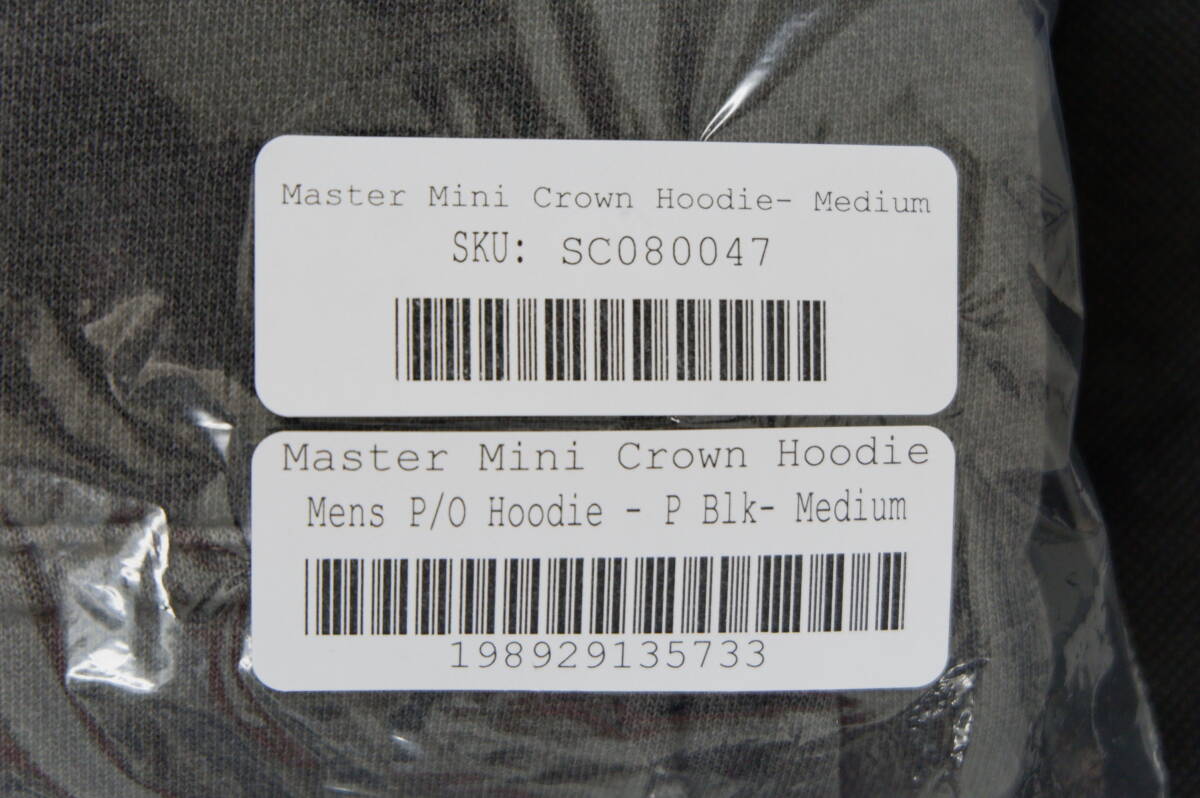 Master Mini Crown Hoodie- Medium
SKU: SC080047
Master Mini Crown Hoodie
Mens P/O Hoodie - P Blk- Medium
198929135733